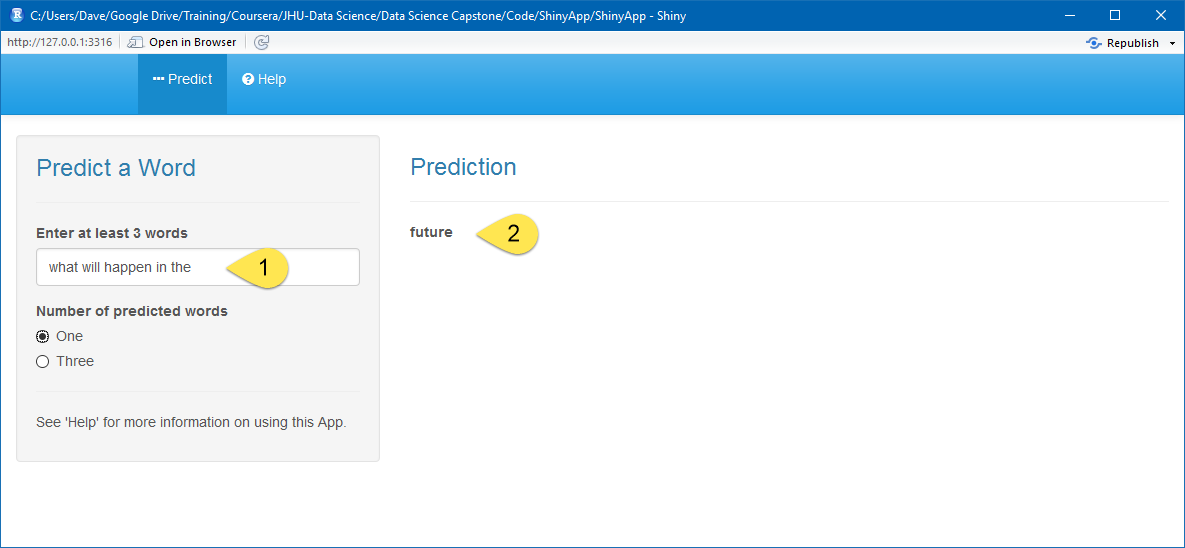 C:/Users/Dave/Google Drive/Training/Coursera/JHU-Data Science/Data Science Capstone/Code/ShinyApp/ShinyApp - Shiny
http://127.0.0.1:3316 Open in Browser Republish
Predict Help
Predict a Word
Enter at least 3 words
what will happen in the 1
Number of predicted words
One
Three
See 'Help' for more information on using this App.
Prediction
future 2